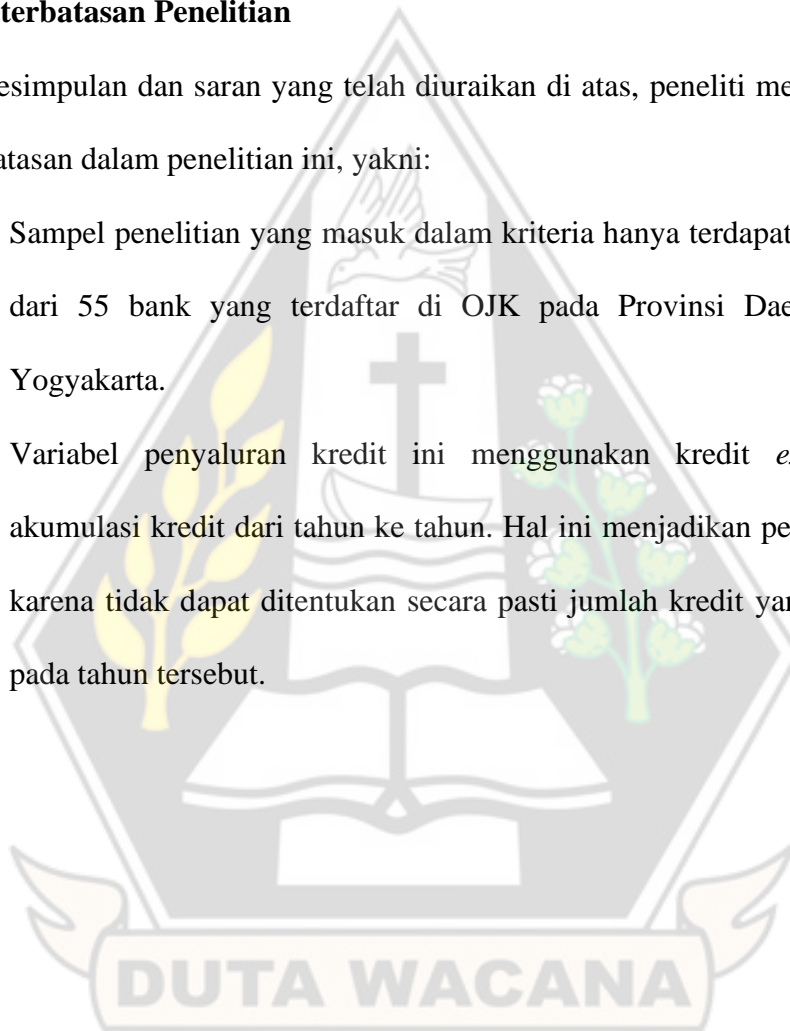 terbatasan Penelitian
esimpulan dan saran yang telah diuraikan di atas, peneliti me
atasan dalam penelitian ini, yakni:
Sampel penelitian yang masuk dalam kriteria hanya terdapat
dari 55 bank yang terdaftar di OJK pada Provinsi Dae
Yogyakarta.
Variabel penyaluran kredit ini menggunakan kredit
akumulasi kredit dari tahun ke tahun. Hal ini menjadikan pe
karena tidak dapat ditentukan secara pasti jumlah kredit yan
pada tahun tersebut.
DUTA WACANA